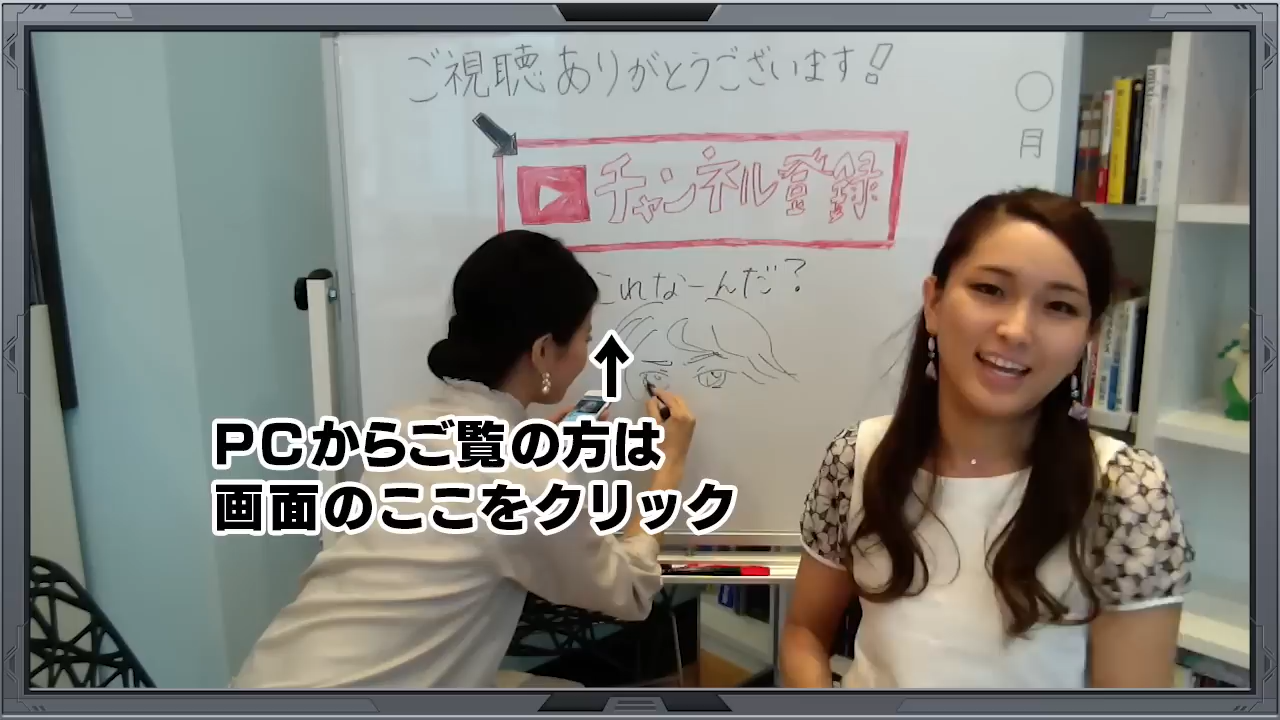 ご視聴ありがとうございます!
〇
月
チャンネル登録
これなーんだ?
PCからご覧の方は
画面のここをクリック